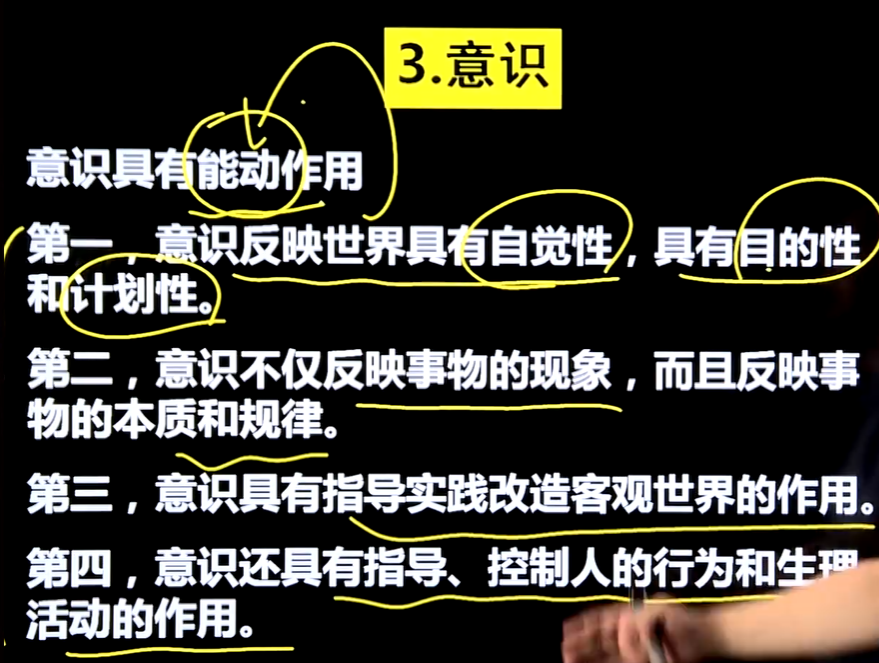 3.意识
意识具有能动作用
第一，意识反映世界具有自觉性，具有目的性
和计划性。
第二，意识不仅反映事物的现象，而且反映事
物的本质和规律。
第三，意识具有指导实践改造客观世界的作用。
第四，意识还具有指导、控制人的行为和生理
活动的作用。